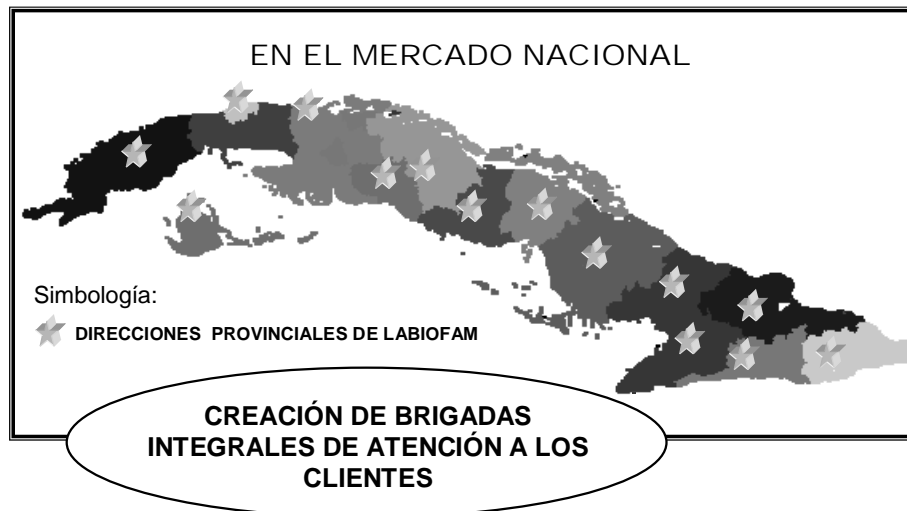 EN EL MERCADO NACIONAL
Simbología:
DIRECCIONES PROVINCIALES DE LABIOFAM
CREACIÓN DE BRIGADAS
INTEGRALES DE ATENCIÓN A LOS
CLIENTES